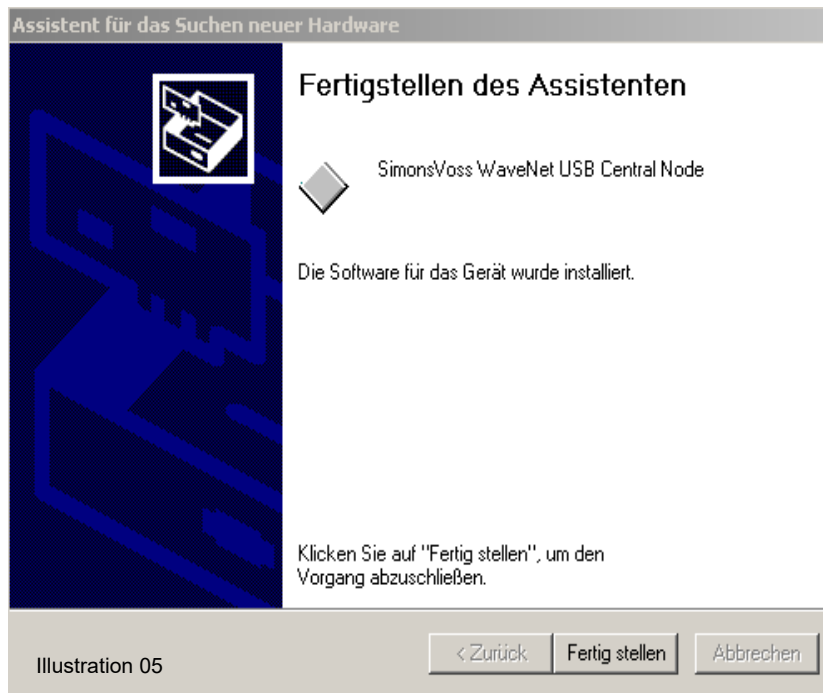 Assistent für das Suchen neuer Hardware
Fertigstellen des Assistenten
SimonsVoss WaveNet USB Central Node
Die Software für das Gerät wurde installiert.
Klicken Sie auf "Fertig stellen", um den
Vorgang abzuschließen.
< Zurück
Fertig stellen
Abbrechen
Illustration 05